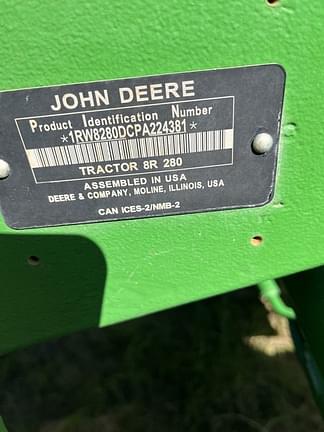 JOHN DEERE
Product Identification Number
*1RW8280DCPA224381*
TRACTOR 8R 280
ASSEMBLED IN USA
DEERE & COMPANY, MOLINE, ILLINOIS, USA
CAN ICES-2/NMB-2